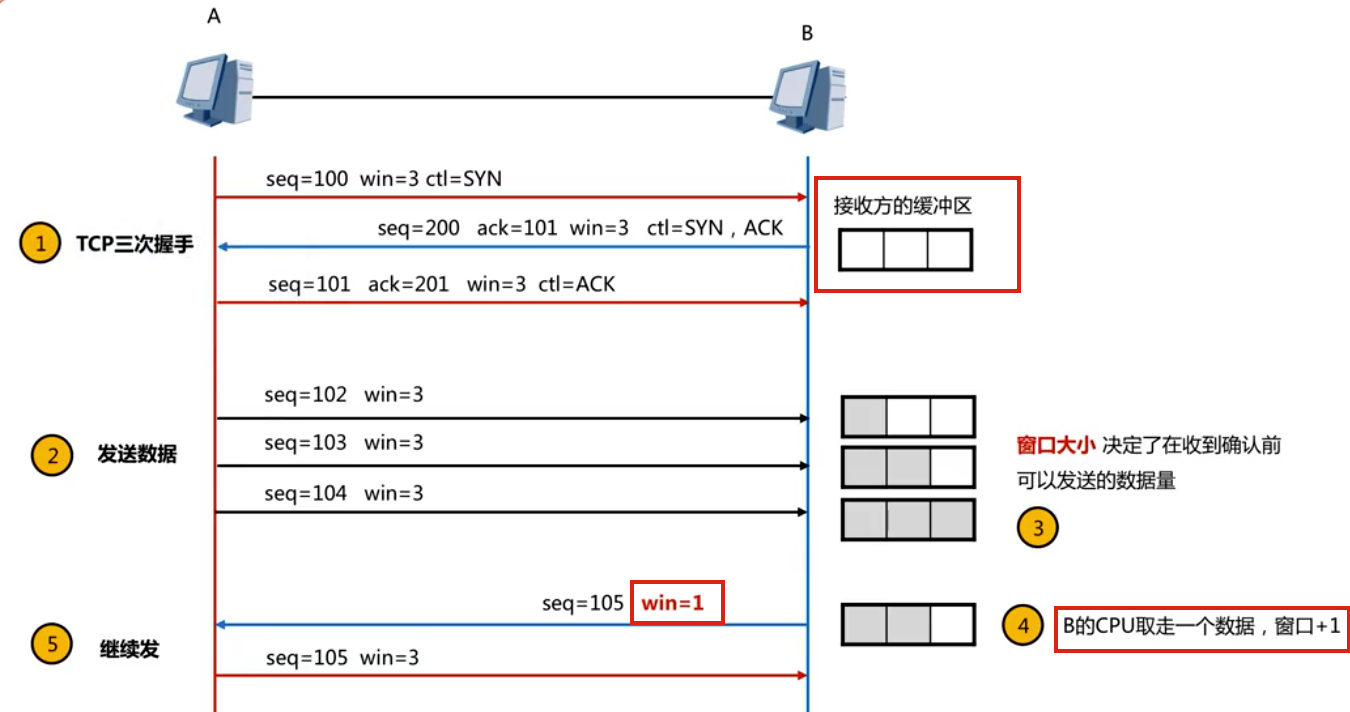 A
B
seq=100 win=3 ctl=SYN
接收方的缓冲区
seq=200 ack=101 win=3 ctl=SYN，ACK
1 TCP三次握手
seq=101 ack=201 win=3 ctl=ACK
seq=102 win=3
seq=103 win=3
2 发送数据
窗口大小 决定了在收到确认前
可以发送的数据量
seq=104 win=3
3
seq=105 win=1
4 B的CPU取走一个数据，窗口+1
5 继续发
seq=105 win=3